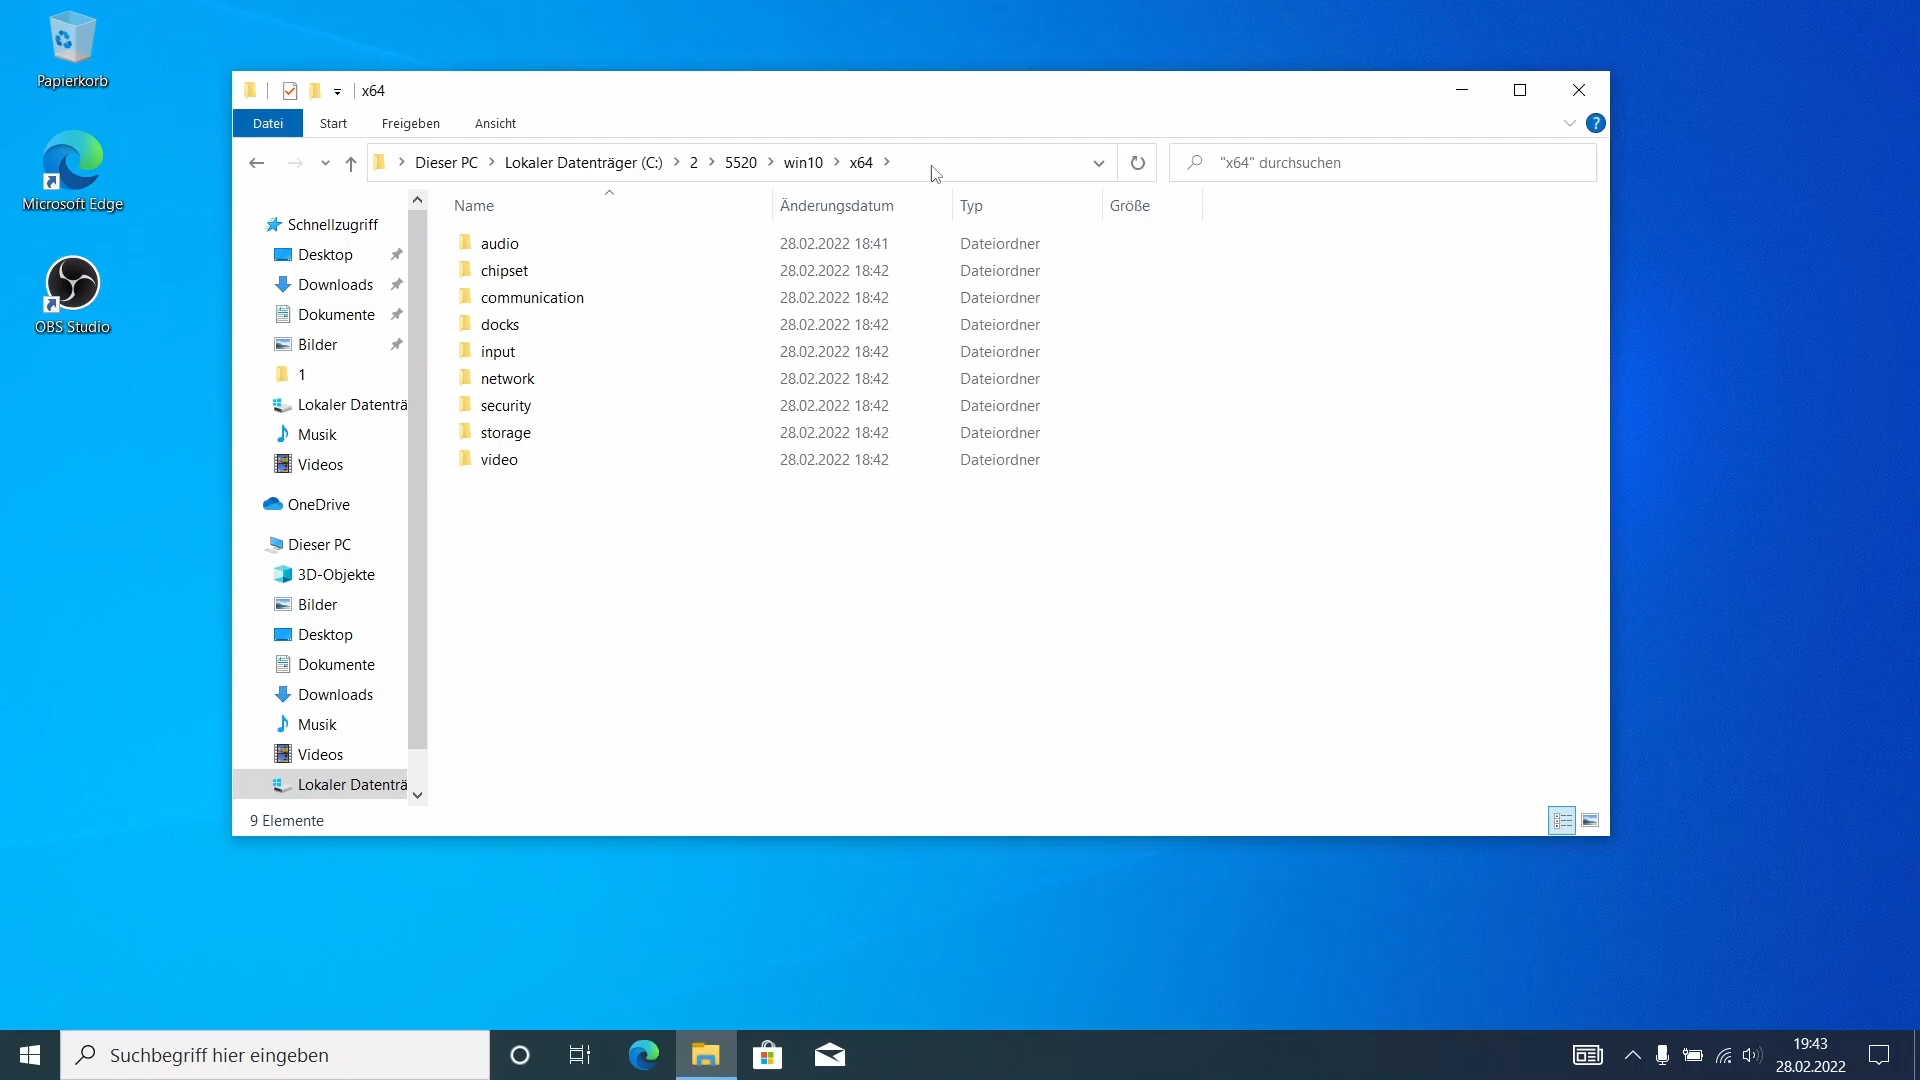 Papierkorb
Microsoft Edge
OBS Studio
x64
Datei Start Freigeben Ansicht ?
Dieser PC Lokaler Datenträger (C:) 2 5520 win10 x64
"x64" durchsuchen
Name Änderungsdatum Typ Größe
Schnellzugriff
Desktop
Downloads
Dokumente
Bilder
1
Lokaler Datenträ
Musik
Videos
OneDrive
Dieser PC
3D-Objekte
Bilder
Desktop
Dokumente
Downloads
Musik
Videos
Lokaler Datenträ
audio 28.02.2022 18:41 Dateiordner
chipset 28.02.2022 18:42 Dateiordner
communication 28.02.2022 18:42 Dateiordner
docks 28.02.2022 18:42 Dateiordner
input 28.02.2022 18:42 Dateiordner
network 28.02.2022 18:42 Dateiordner
security 28.02.2022 18:42 Dateiordner
storage 28.02.2022 18:42 Dateiordner
video 28.02.2022 18:42 Dateiordner
9 Elemente
Suchbegriff hier eingeben
19:43
28.02.2022